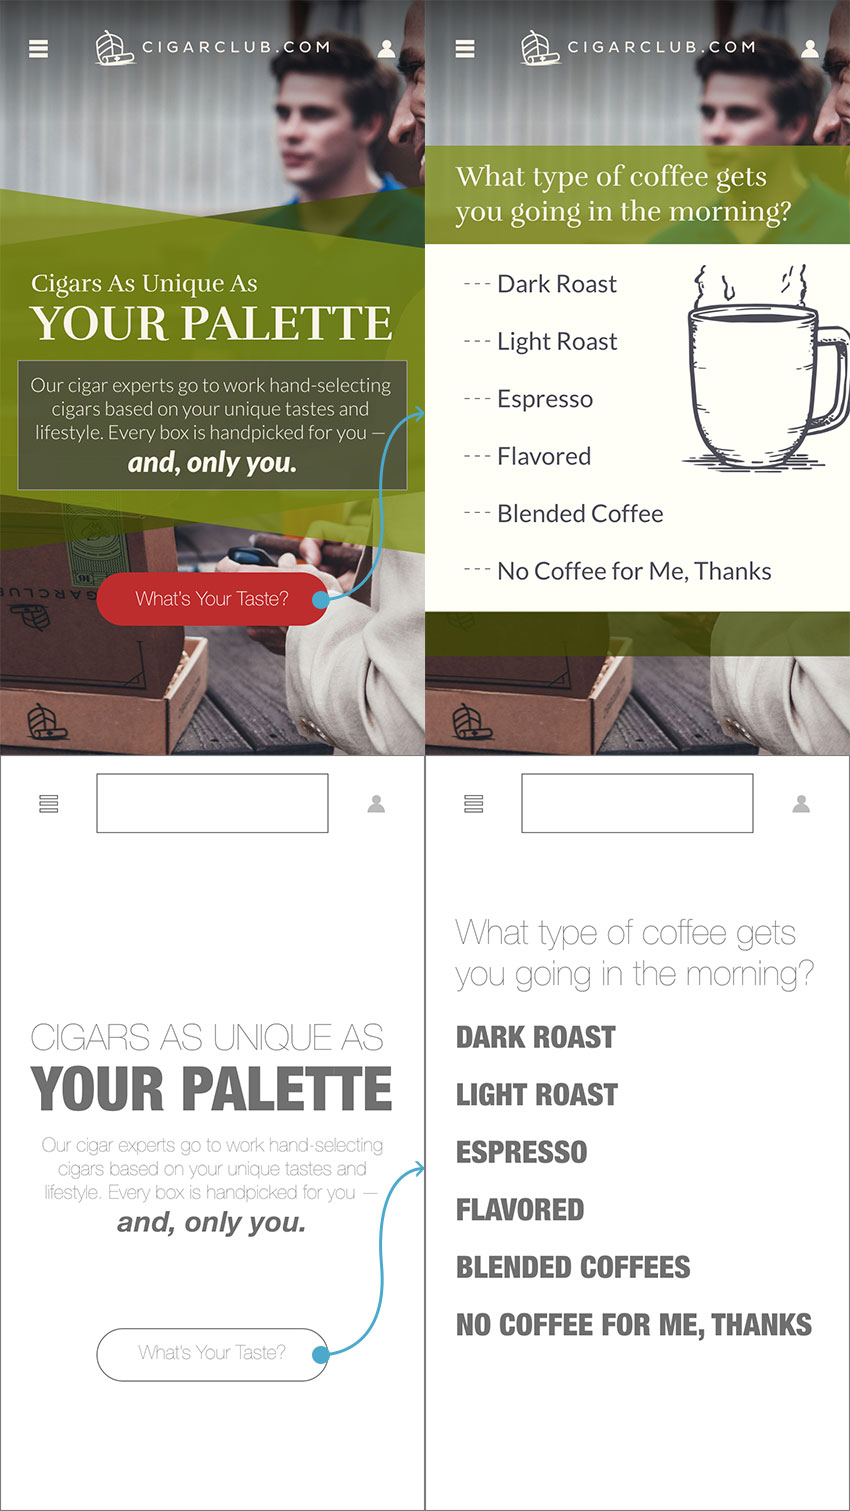 CIGARCLUB.COM
Cigars As Unique As
YOUR PALETTE
Our cigar experts go to work hand-selecting
cigars based on your unique tastes and
lifestyle. Every box is handpicked for you —
and, only you.
What's Your Taste?
CIGARCLUB.COM
What type of coffee gets
you going in the morning?
--- Dark Roast
--- Light Roast
--- Espresso
--- Flavored
--- Blended Coffee
--- No Coffee for Me, Thanks
CIGARS AS UNIQUE AS
YOUR PALETTE
Our cigar experts go to work hand-selecting
cigars based on your unique tastes and
lifestyle. Every box is handpicked for you —
and, only you.
What's Your Taste?
What type of coffee gets
you going in the morning?
DARK ROAST
LIGHT ROAST
ESPRESSO
FLAVORED
BLENDED COFFEES
NO COFFEE FOR ME, THANKS